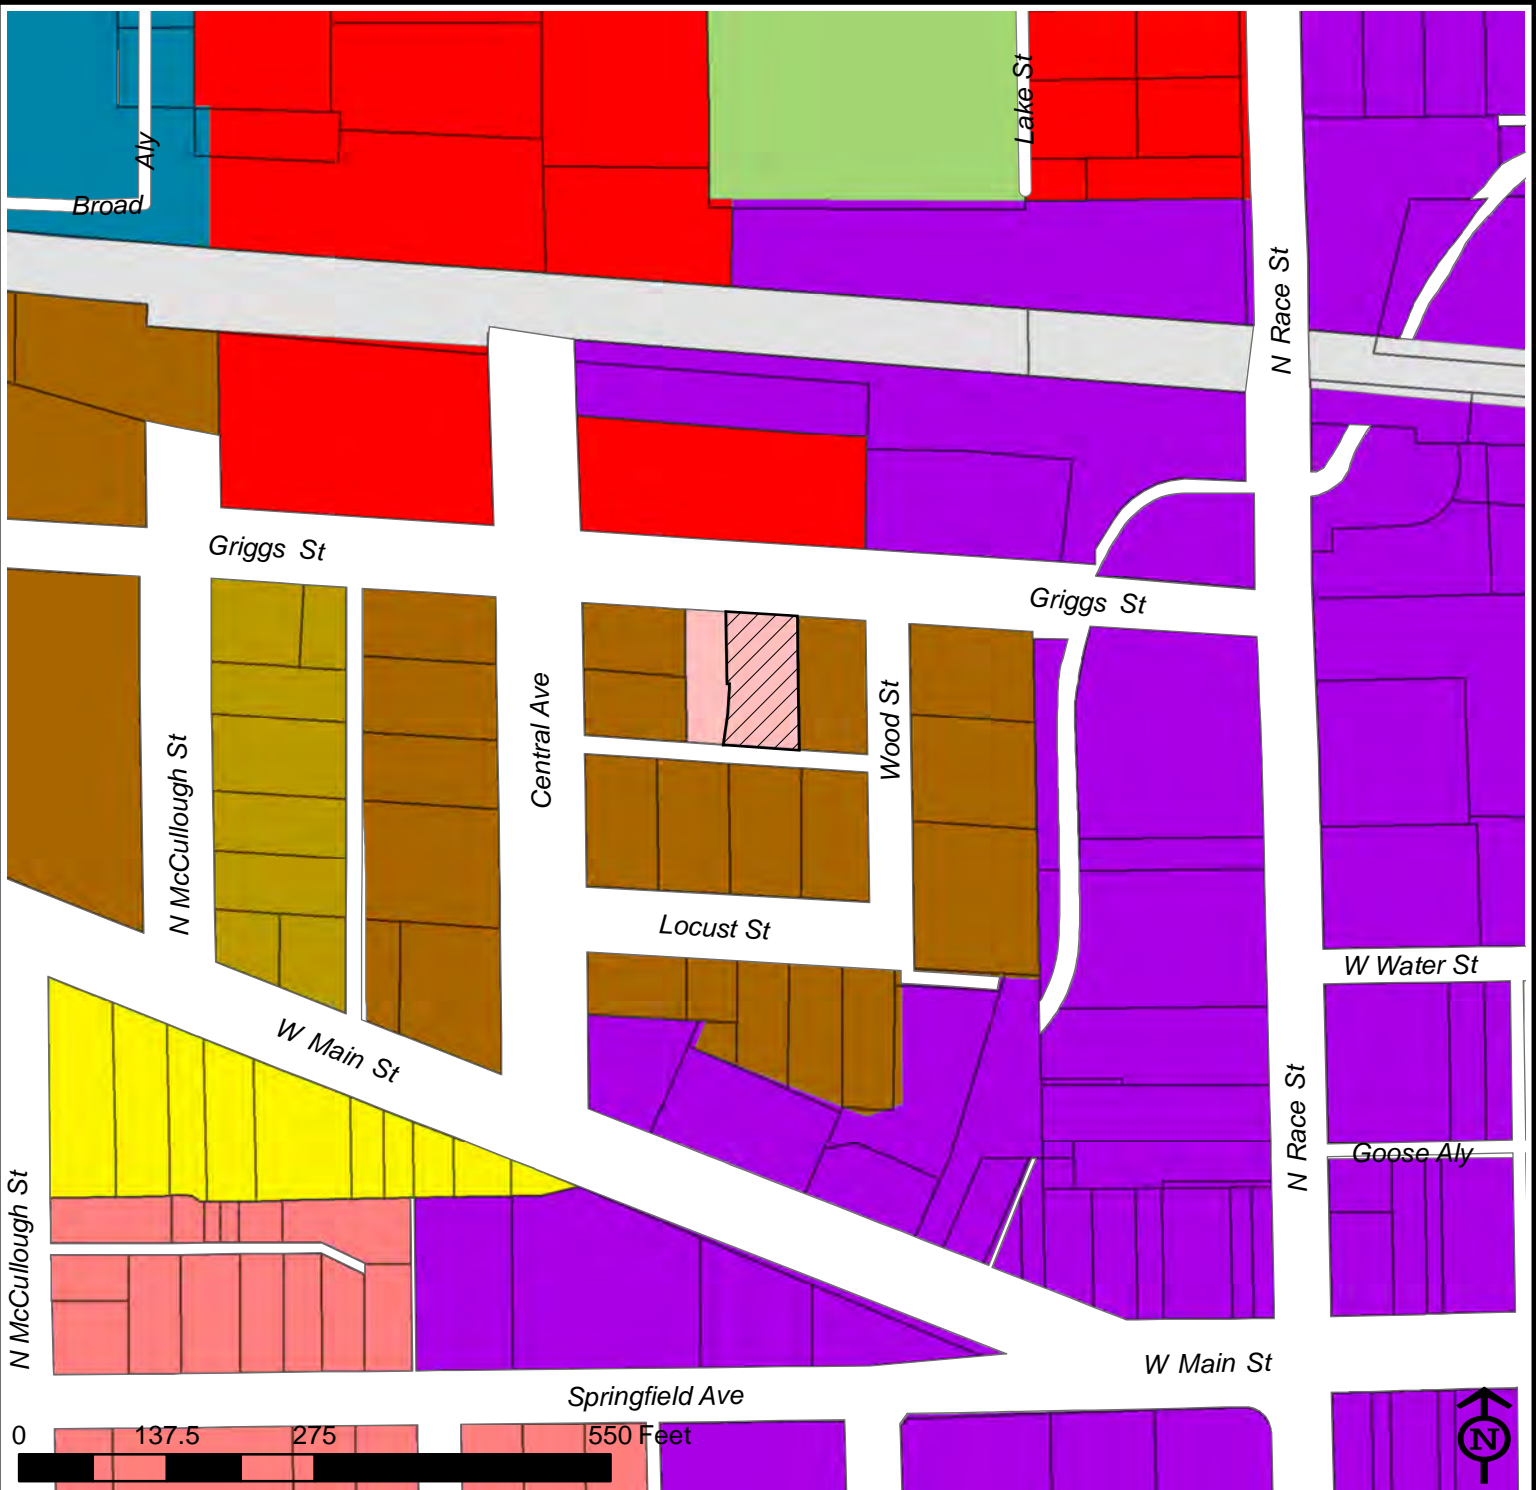 Lake St
Aly
Broad
N Race St
Griggs St
Griggs St
Central Ave
Wood St
N McCullough St
Locust St
W Water St
W Main St
N Race St
Goose Aly
N McCullough St
W Main St
Springfield Ave
0 137.5 275 550 Feet
N